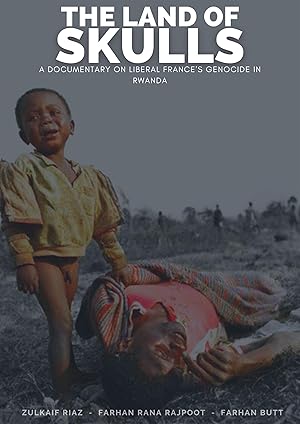 THE LAND OF
SKULLS
A DOCUMENTARY ON LIBERAL FRANCE'S GENOCIDE IN
RWANDA
ZULKAIF RIAZ - FARHAN RANA RAJPOOT - FARHAN BUTT